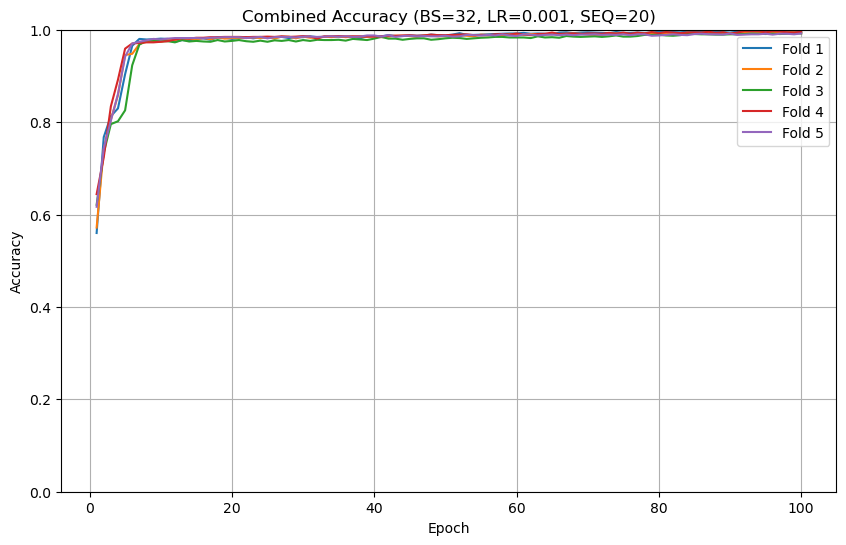 Combined Accuracy (BS=32, LR=0.001, SEQ=20)
1.0
0.8
0.6
0.4
0.2
0.0
Accuracy
Fold 1
Fold 2
Fold 3
Fold 4
Fold 5
0 20 40 60 80 100
Epoch